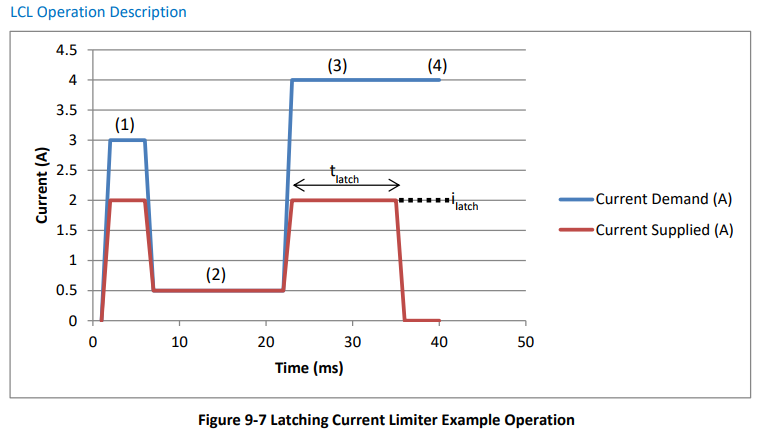 LCL Operation Description
4.5
4
3.5
3
2.5
2
1.5
1
0.5
0
Current (A)
(1)
(2)
(3)
(4)
tlatch
ilatch
0 10 20 30 40 50
Time (ms)
Current Demand (A)
Current Supplied (A)
Figure 9-7 Latching Current Limiter Example Operation